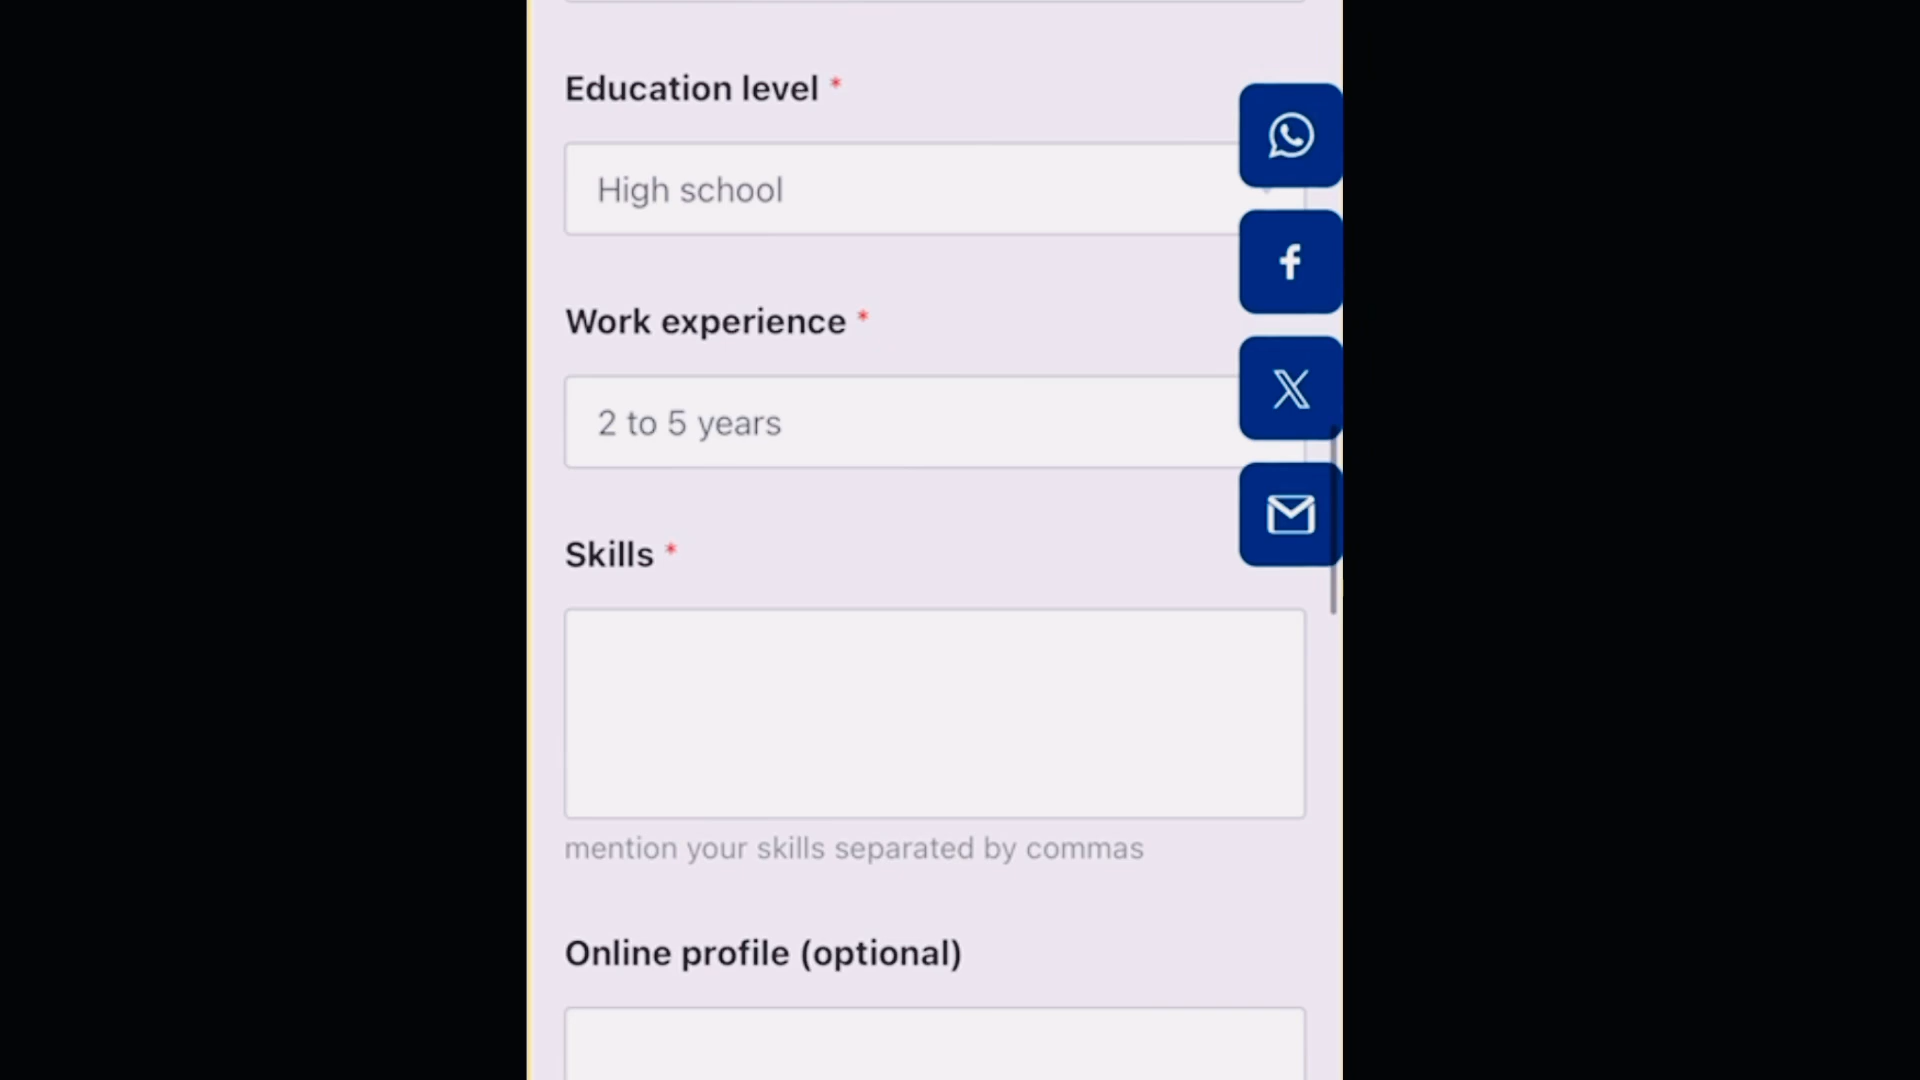 Education level *
High school
Work experience *
2 to 5 years
Skills *
mention your skills separated by commas
Online profile (optional)